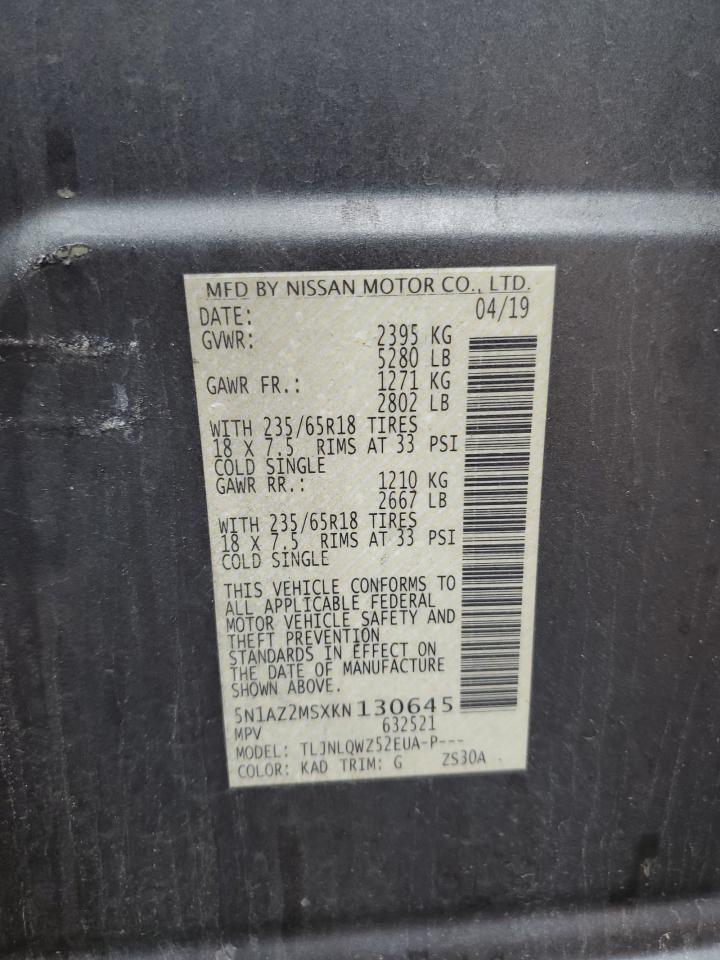 MFD BY NISSAN MOTOR CO., LTD.
DATE: 04/19
GVWR: 2395 KG
5280 LB
GAWR FR.: 1271 KG
2802 LB
WITH 235/65R18 TIRES
18 X 7.5 RIMS AT 33 PSI
COLD SINGLE
GAWR RR.: 1210 KG
2667 LB
WITH 235/65R18 TIRES
18 X 7.5 RIMS AT 33 PSI
COLD SINGLE
THIS VEHICLE CONFORMS TO
ALL APPLICABLE FEDERAL
MOTOR VEHICLE SAFETY AND
THEFT PREVENTION
STANDARDS IN EFFECT ON
THE DATE OF MANUFACTURE
SHOWN ABOVE.
5N1AZ2MSXKN130645
MPV 632521
MODEL: TLJNLQWZ52EUA-P---
COLOR: KAD TRIM: G ZS30A